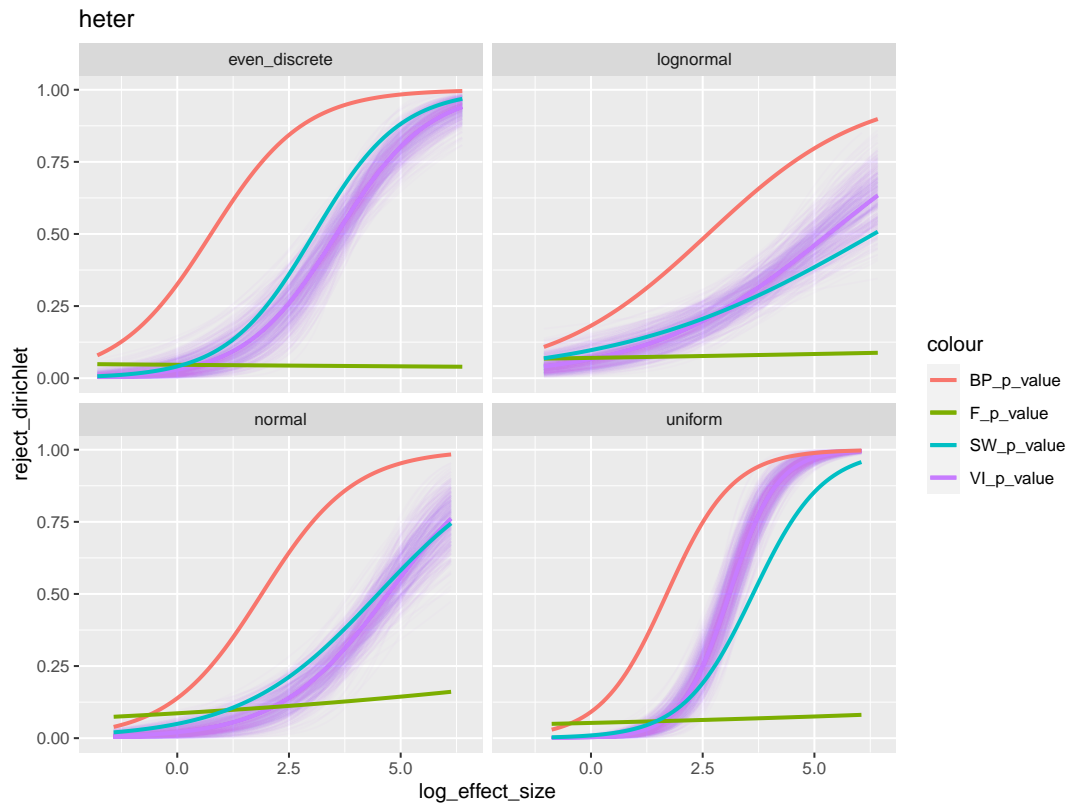 heter
even_discrete
lognormal
1.00
0.75
0.50
0.25
0.00
normal
uniform
1.00
0.75
0.50
0.25
0.00
reject_dirichlet
0.0 2.5 5.0 0.0 2.5 5.0
log_effect_size
colour
BP_p_value
F_p_value
SW_p_value
VI_p_value